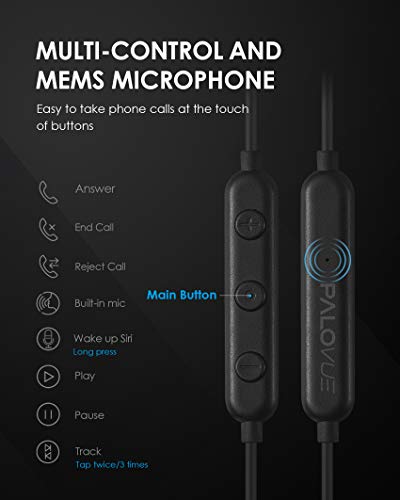 MULTI-CONTROL AND
MEMS MICROPHONE
Easy to take phone calls at the touch
of buttons
Answer
End Call
Reject Call
Built-in mic
Main Button
Wake up Siri
Long press
Play
Pause
Track
Tap twice/3 times
PALOVUE